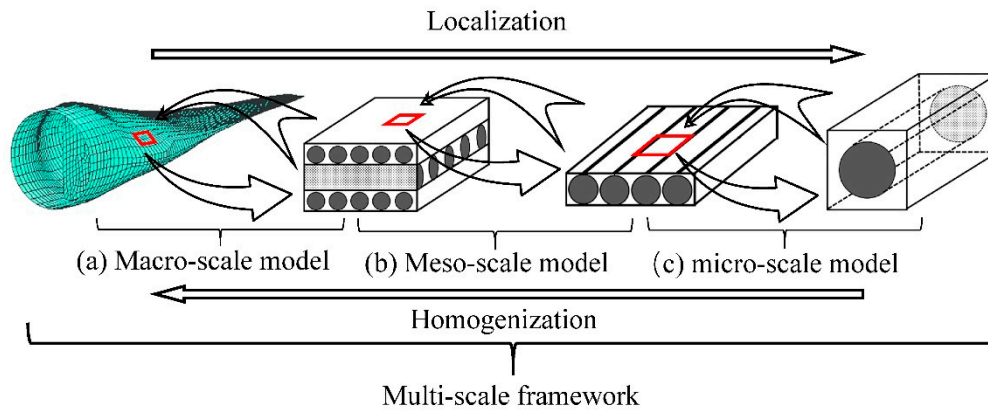 Localization
(a) Macro-scale model
(b) Meso-scale model
(c) micro-scale model
Homogenization
Multi-scale framework